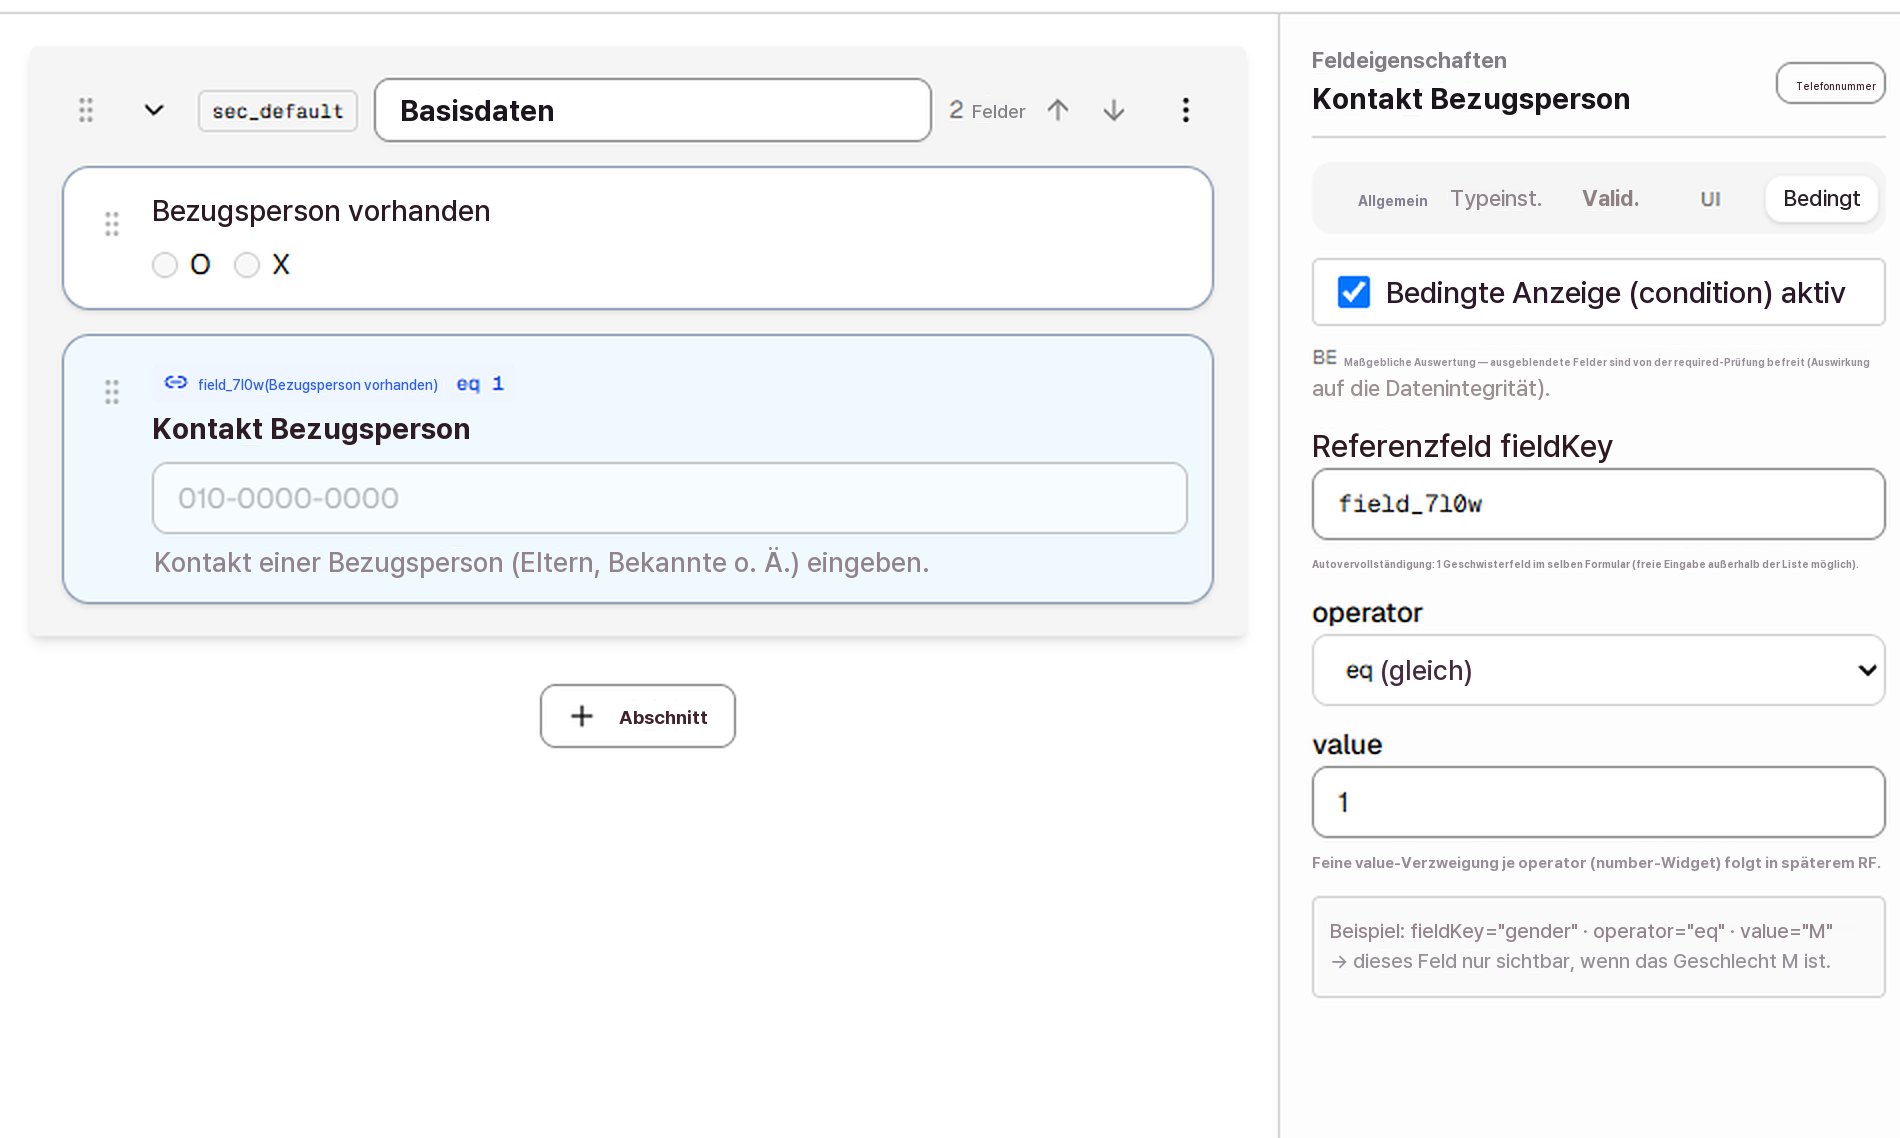 sec_default
Basisdaten
2 Felder
Bezugsperson vorhanden
O X
field_7l0w(Bezugsperson vorhanden) eq 1
Kontakt Bezugsperson
010-0000-0000
Kontakt einer Bezugsperson (Eltern, Bekannte o. Ä.) eingeben.
+ Abschnitt
Feldeigenschaften
Kontakt Bezugsperson
Telefonnummer
Allgemein Typeinst. Valid. UI Bedingt
Bedingte Anzeige (condition) aktiv
BE Maßgebliche Auswertung — ausgeblendete Felder sind von der required-Prüfung befreit (Auswirkung
auf die Datenintegrität).
Referenzfeld fieldKey
field_7l0w
Autovervollständigung: 1 Geschwisterfeld im selben Formular (freie Eingabe außerhalb der Liste möglich).
operator
eq (gleich)
value
1
Feine value-Verzweigung je operator (number-Widget) folgt in späterem RF.
Beispiel: fieldKey="gender" · operator="eq" · value="M"
→ dieses Feld nur sichtbar, wenn das Geschlecht M ist.